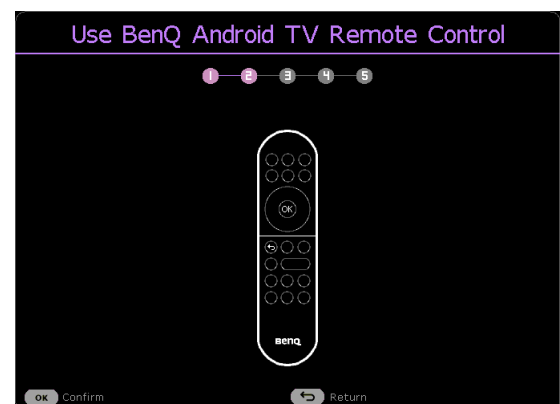 Use BenQ Android TV Remote Control
1 2 3 4 5
OK
BenQ
OK Confirm
Return